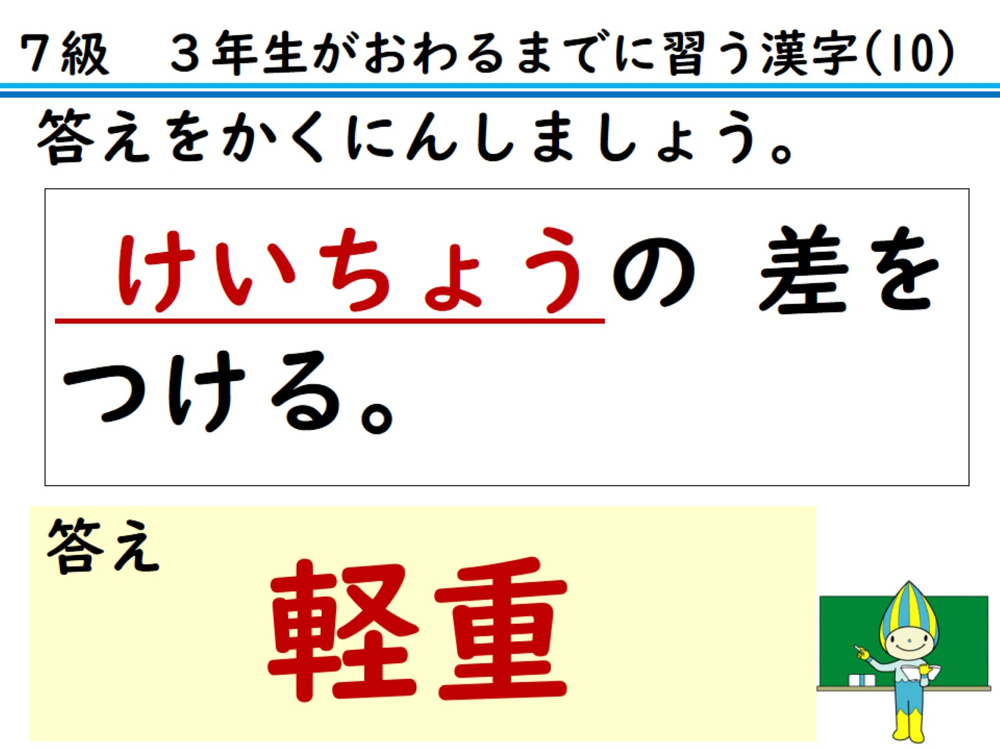 ７級　３年生がおわるまでに習う漢字(10)
答えをかくにんしましょう。
けいちょうの 差を
つける。
答え
軽重